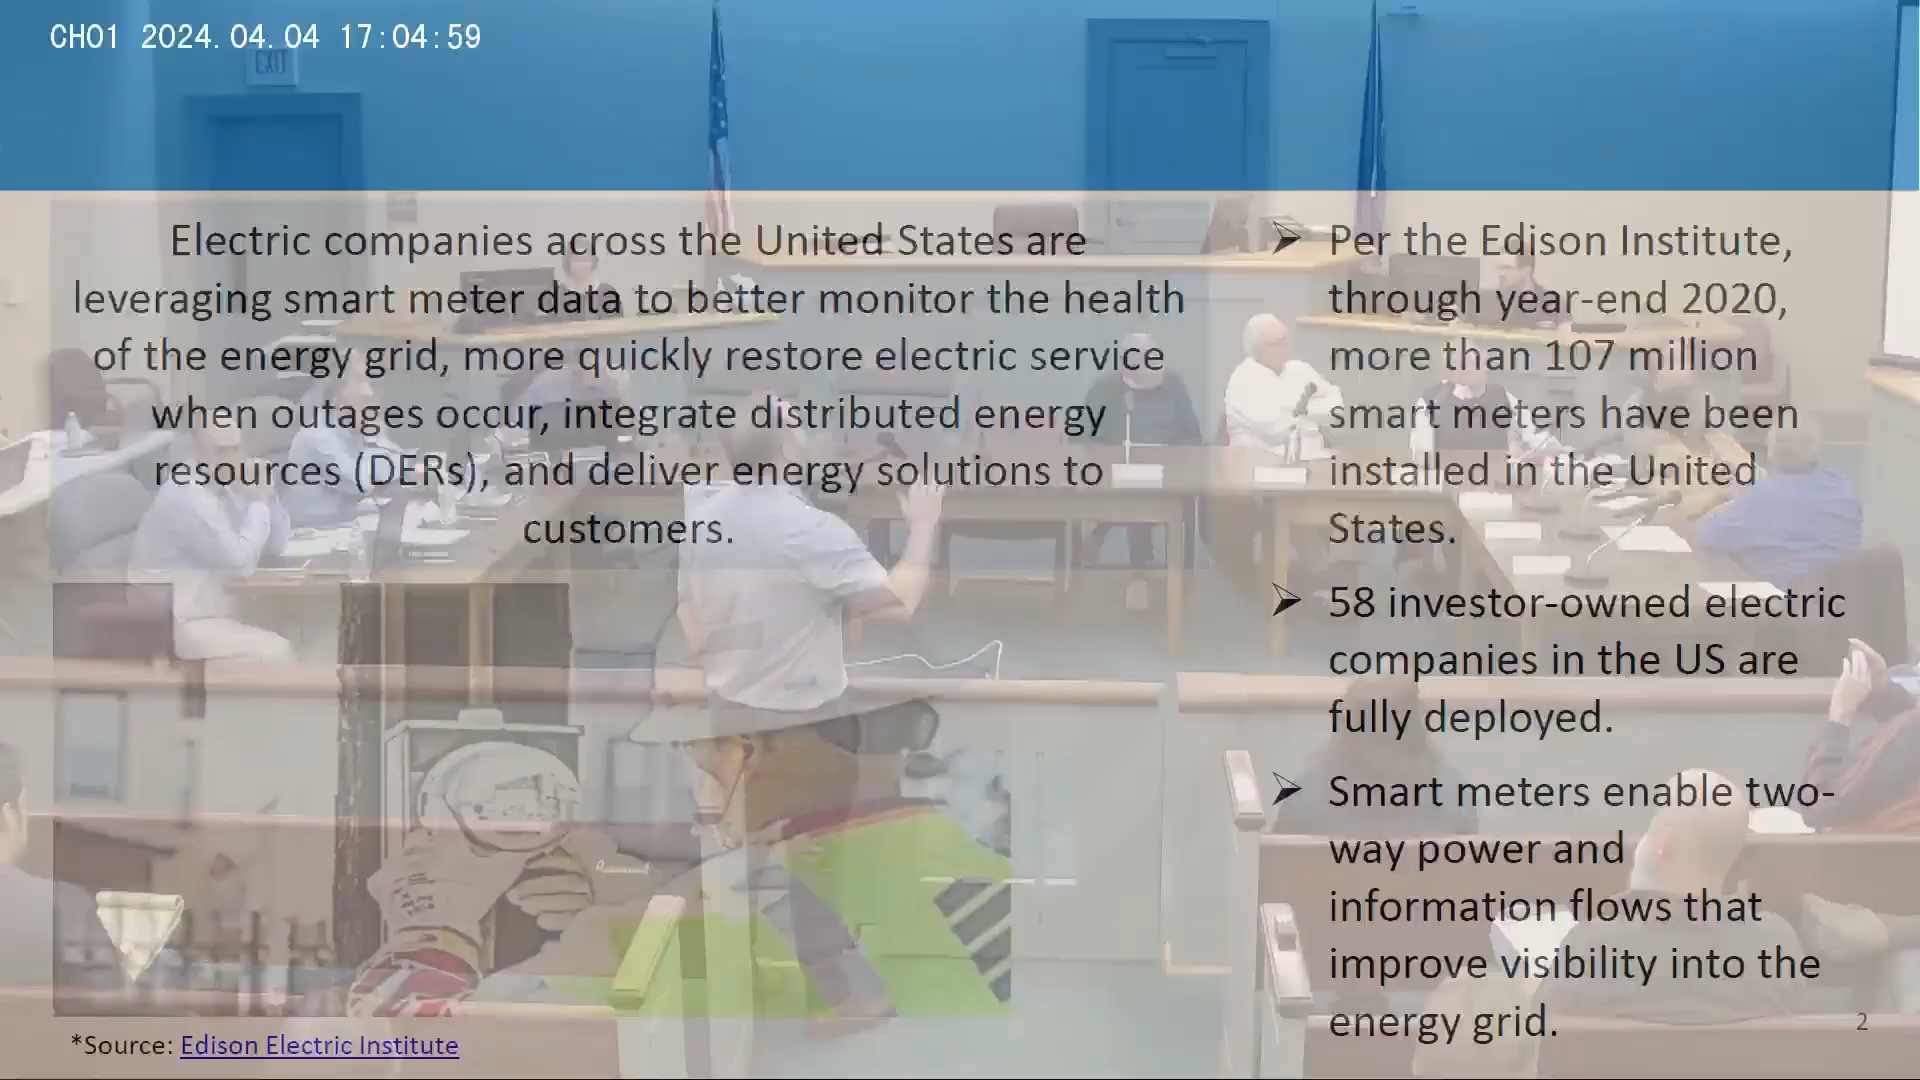 CH01 2024.04.04 17:04:59
EXIT
Electric companies across the United States are
leveraging smart meter data to better monitor the health
of the energy grid, more quickly restore electric service
when outages occur, integrate distributed energy
resources (DERs), and deliver energy solutions to
customers.
➢ Per the Edison Institute,
through year-end 2020,
more than 107 million
smart meters have been
installed in the United
States.
➢ 58 investor-owned electric
companies in the US are
fully deployed.
➢ Smart meters enable two-
way power and
information flows that
improve visibility into the
energy grid.
*Source: Edison Electric Institute
2